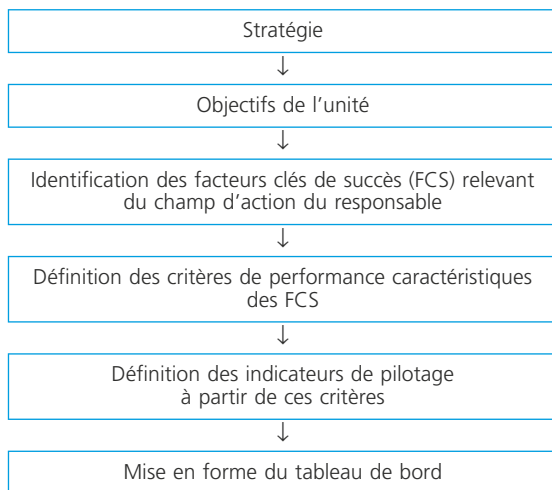 Stratégie
↓
Objectifs de l’unité
↓
Identification des facteurs clés de succès (FCS) relevant
du champ d’action du responsable
↓
Définition des critères de performance caractéristiques
des FCS
↓
Définition des indicateurs de pilotage
à partir de ces critères
↓
Mise en forme du tableau de bord